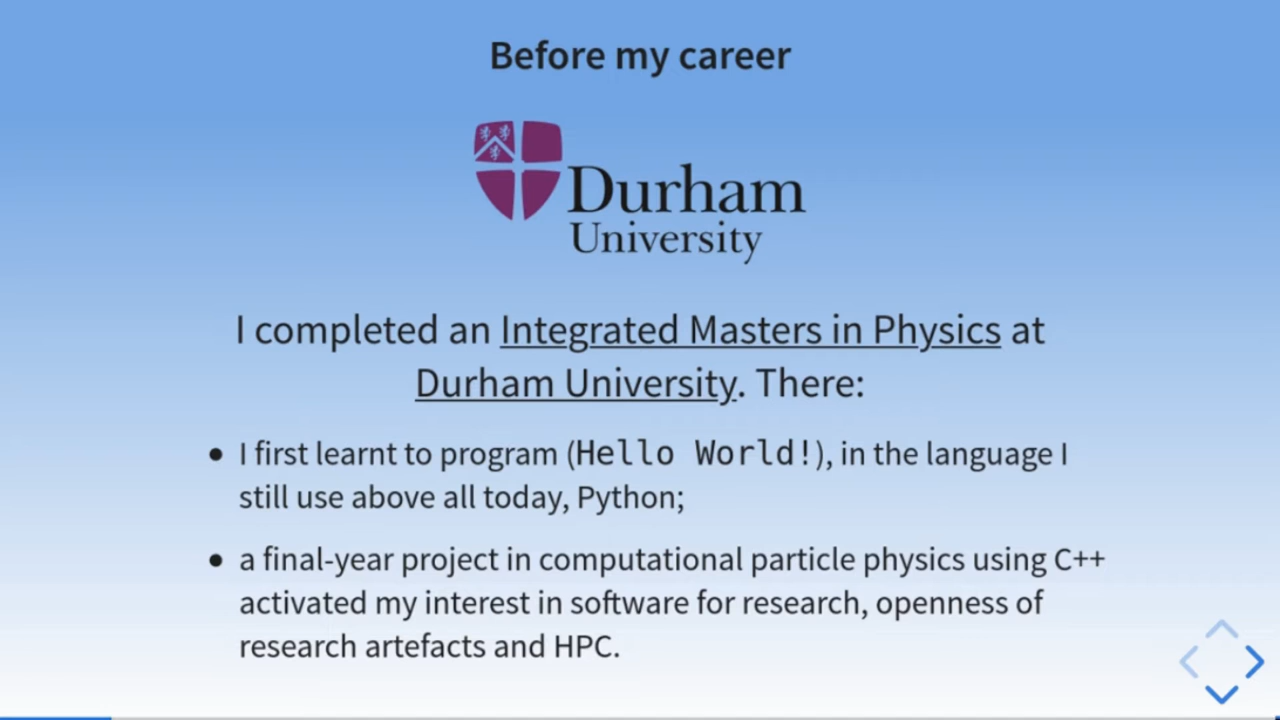 Before my career
Durham
University
I completed an Integrated Masters in Physics at
Durham University. There:
• I first learnt to program (Hello World!), in the language I
still use above all today, Python;
• a final-year project in computational particle physics using C++
activated my interest in software for research, openness of
research artefacts and HPC.